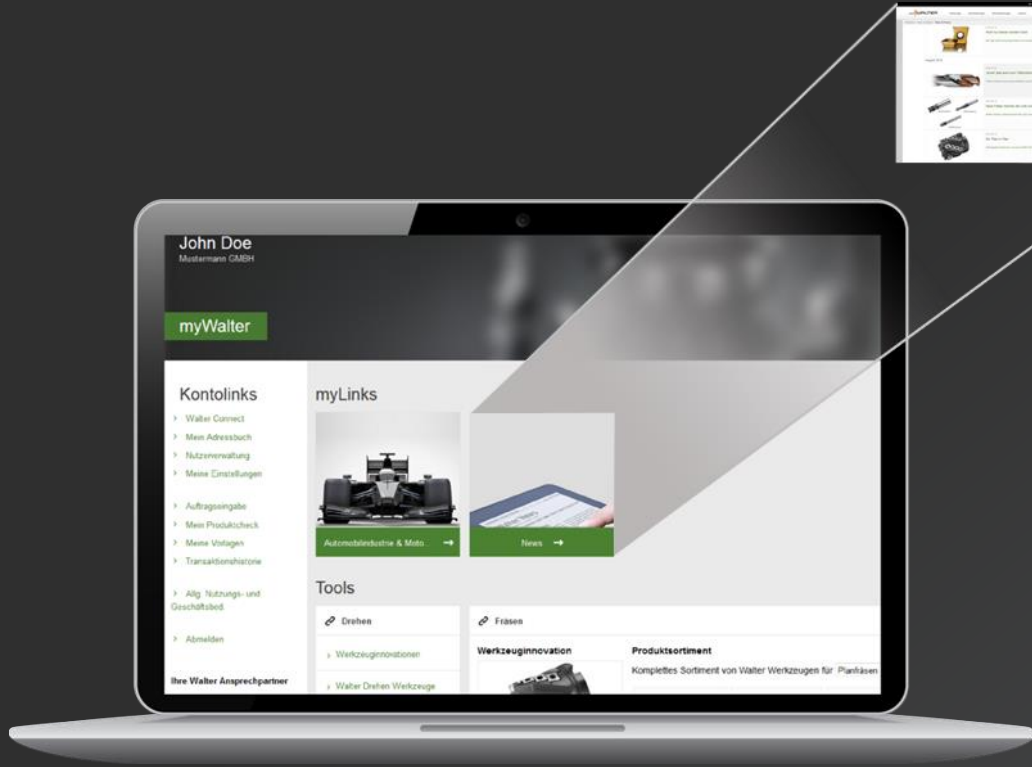 John Doe
Mustermann GMBH
myWalter
Kontolinks
Walter Connect
Mein Adressbuch
Nutzerverwaltung
Meine Einstellungen
Auftragseingabe
Mein Produktcheck
Meine Vorlagen
Transaktionshistorie
Allg. Nutzungs- und
Geschäftsbed.
Abmelden
Ihre Walter Ansprechpartner
myLinks
Automobilindustrie & Moto...
News
Tools
Drehen
Werkzeuginnovationen
Walter Drehen Werkzeuge
Fräsen
Werkzeuginnovation
Produktsortiment
Komplettes Sortiment von Walter Werkzeugen für Planfräsen